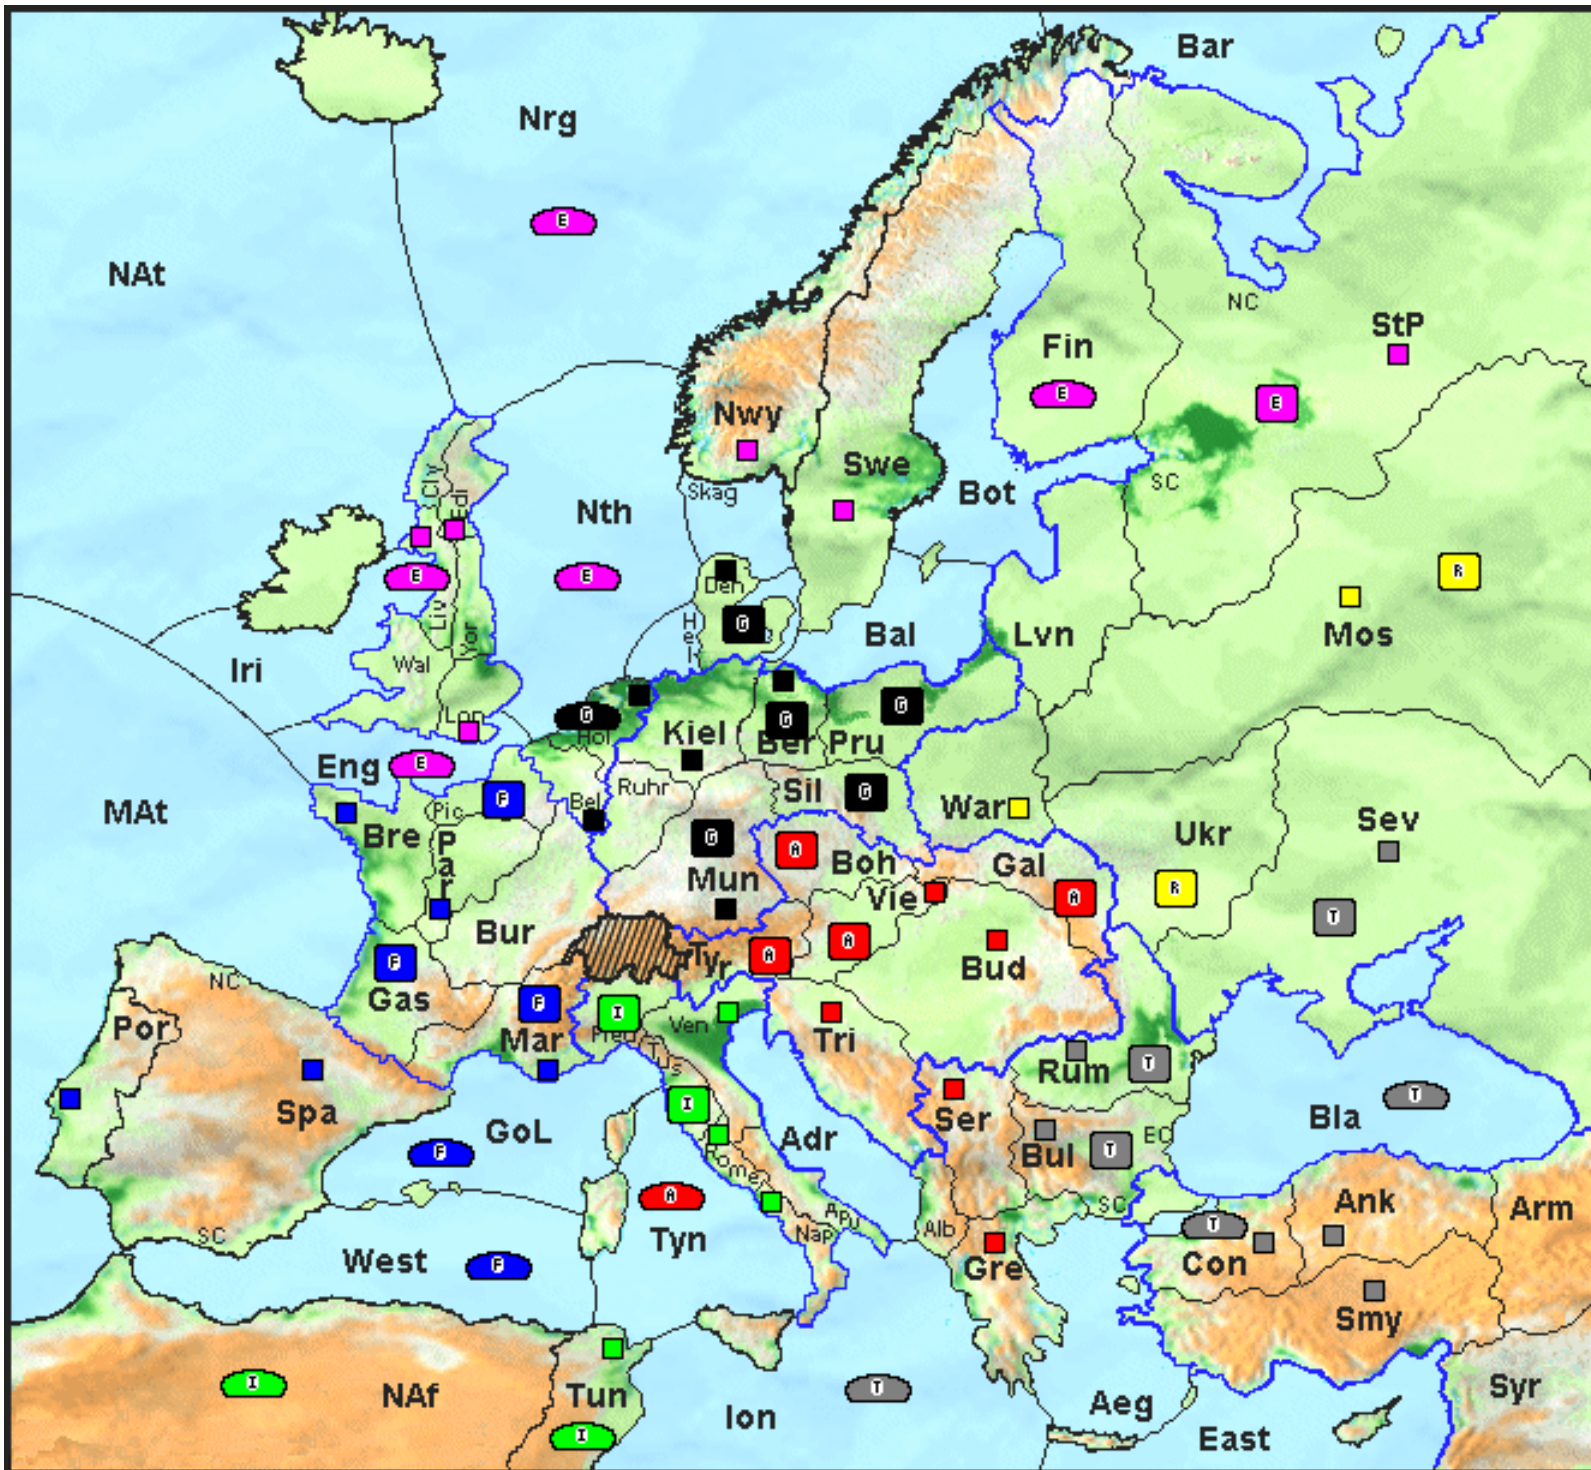 Bar
Nrg
E
NAt
NC
StP
Fin
E
E
Nwy
Swe
Skag
Bot
SC
Cly
Edi
Nth
E
E
R
Den
G
Hel
Bal
Lvn
Mos
Liv
Yor
Wal
Iri
Lon
G
Hol
Kiel
G
Ber
Pru
G
Eng
E
F
Pic
Bel
Ruhr
Sil
G
War
MAt
Bre
Par
G
Mun
A
Boh
Gal
Ukr
Sev
Vie
A
R
T
Bur
F
Gas
Tyr
A
A
Bud
NC
Por
F
Mar
I
Pied
Ven
Tri
Tus
Rum
T
Spa
I
Ser
T
Bla
GoL
Adr
Bul
T
EC
F
Rome
A
Tyn
Apu
Nap
Alb
SC
Ank
Arm
SC
West
F
Gre
T
Con
Smy
I
NAf
Tun
I
Ion
T
Aeg
East
Syr